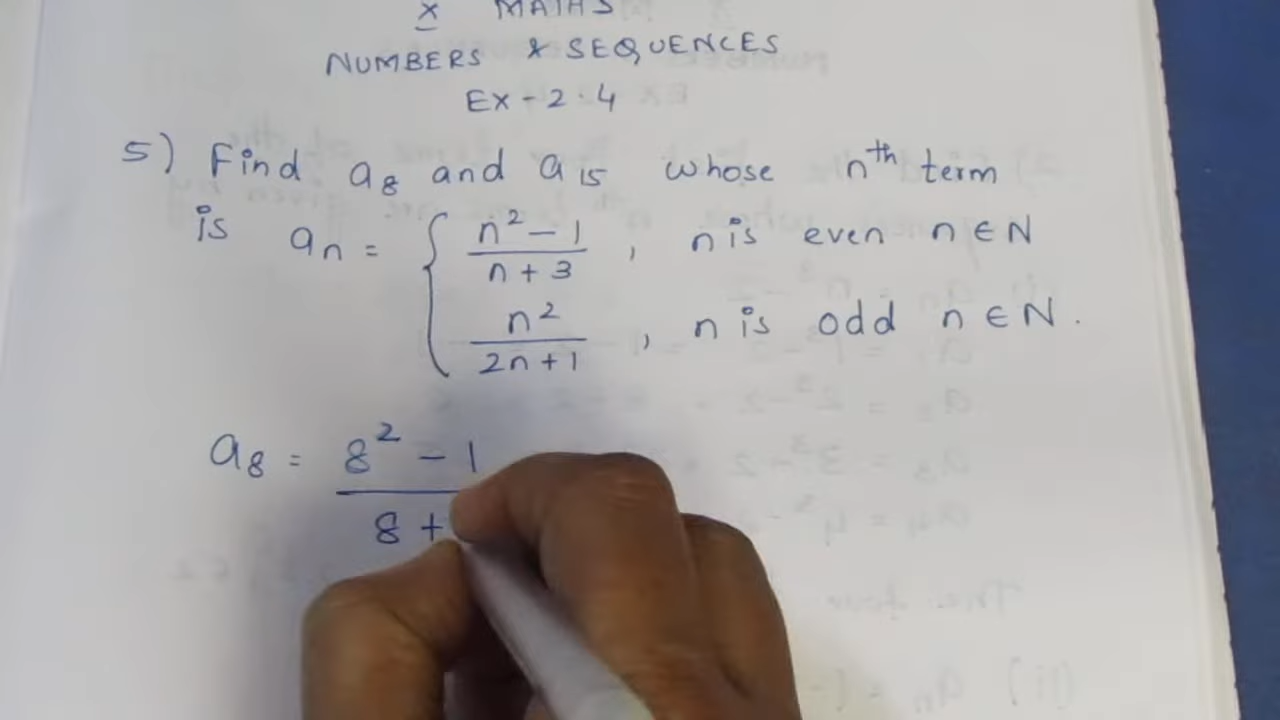 X MATHS
NUMBERS & SEQUENCES
EX - 2.4
5) Find a₈ and a₁₅ whose nᵗʰ term
is aₙ = { n² - 1 / n + 3 , n is even n ∈ N
n² / 2n + 1 , n is odd n ∈ N.
a₈ = 8² - 1 / 8 +